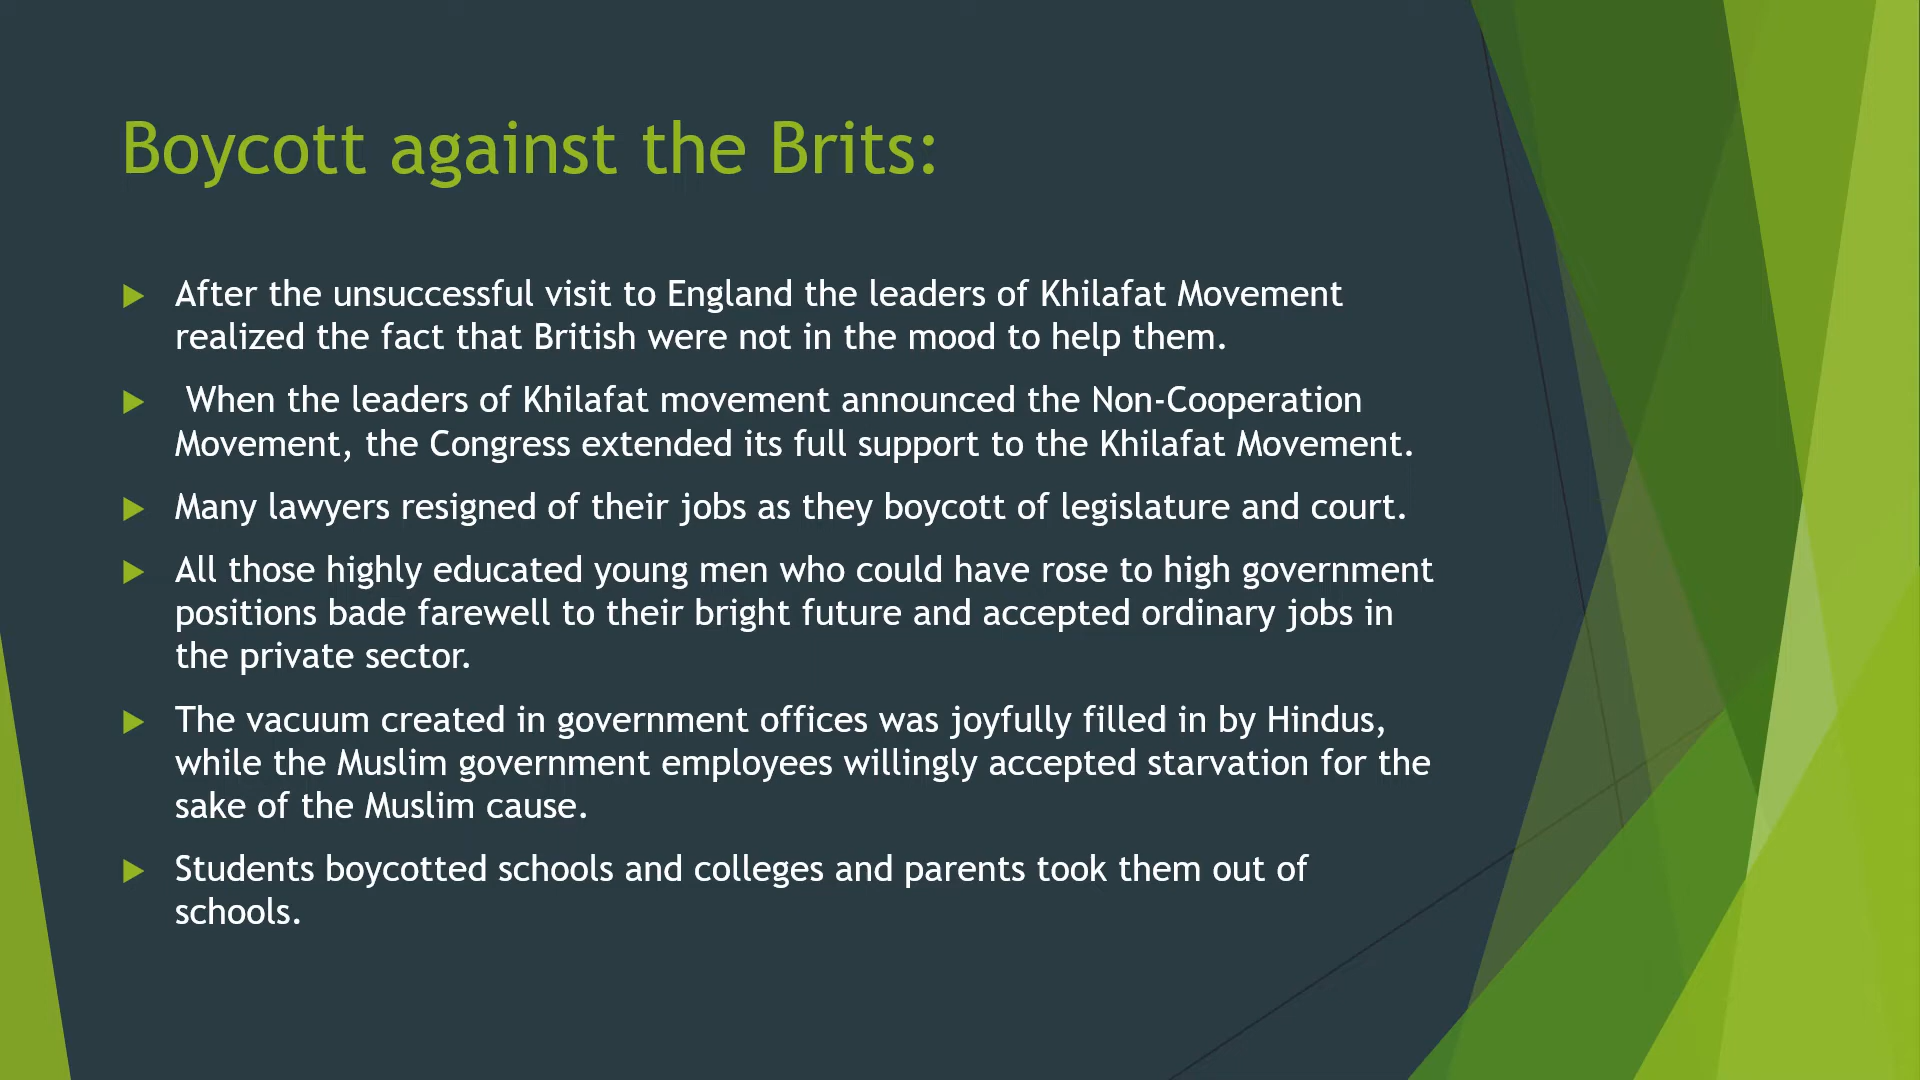 Boycott against the Brits:
After the unsuccessful visit to England the leaders of Khilafat Movement
realized the fact that British were not in the mood to help them.
When the leaders of Khilafat movement announced the Non-Cooperation
Movement, the Congress extended its full support to the Khilafat Movement.
Many lawyers resigned of their jobs as they boycott of legislature and court.
All those highly educated young men who could have rose to high government
positions bade farewell to their bright future and accepted ordinary jobs in
the private sector.
The vacuum created in government offices was joyfully filled in by Hindus,
while the Muslim government employees willingly accepted starvation for the
sake of the Muslim cause.
Students boycotted schools and colleges and parents took them out of
schools.